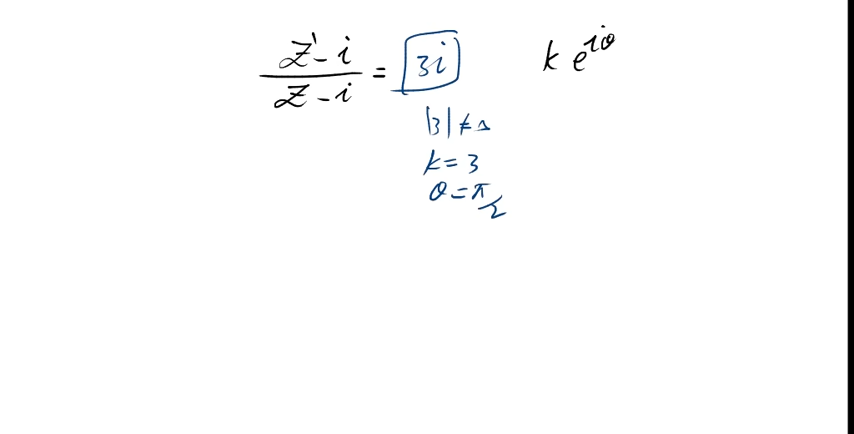 z'-i / z-i = 3i    k e^{iθ}
|3| ≠ 1
k = 3
θ = π/2